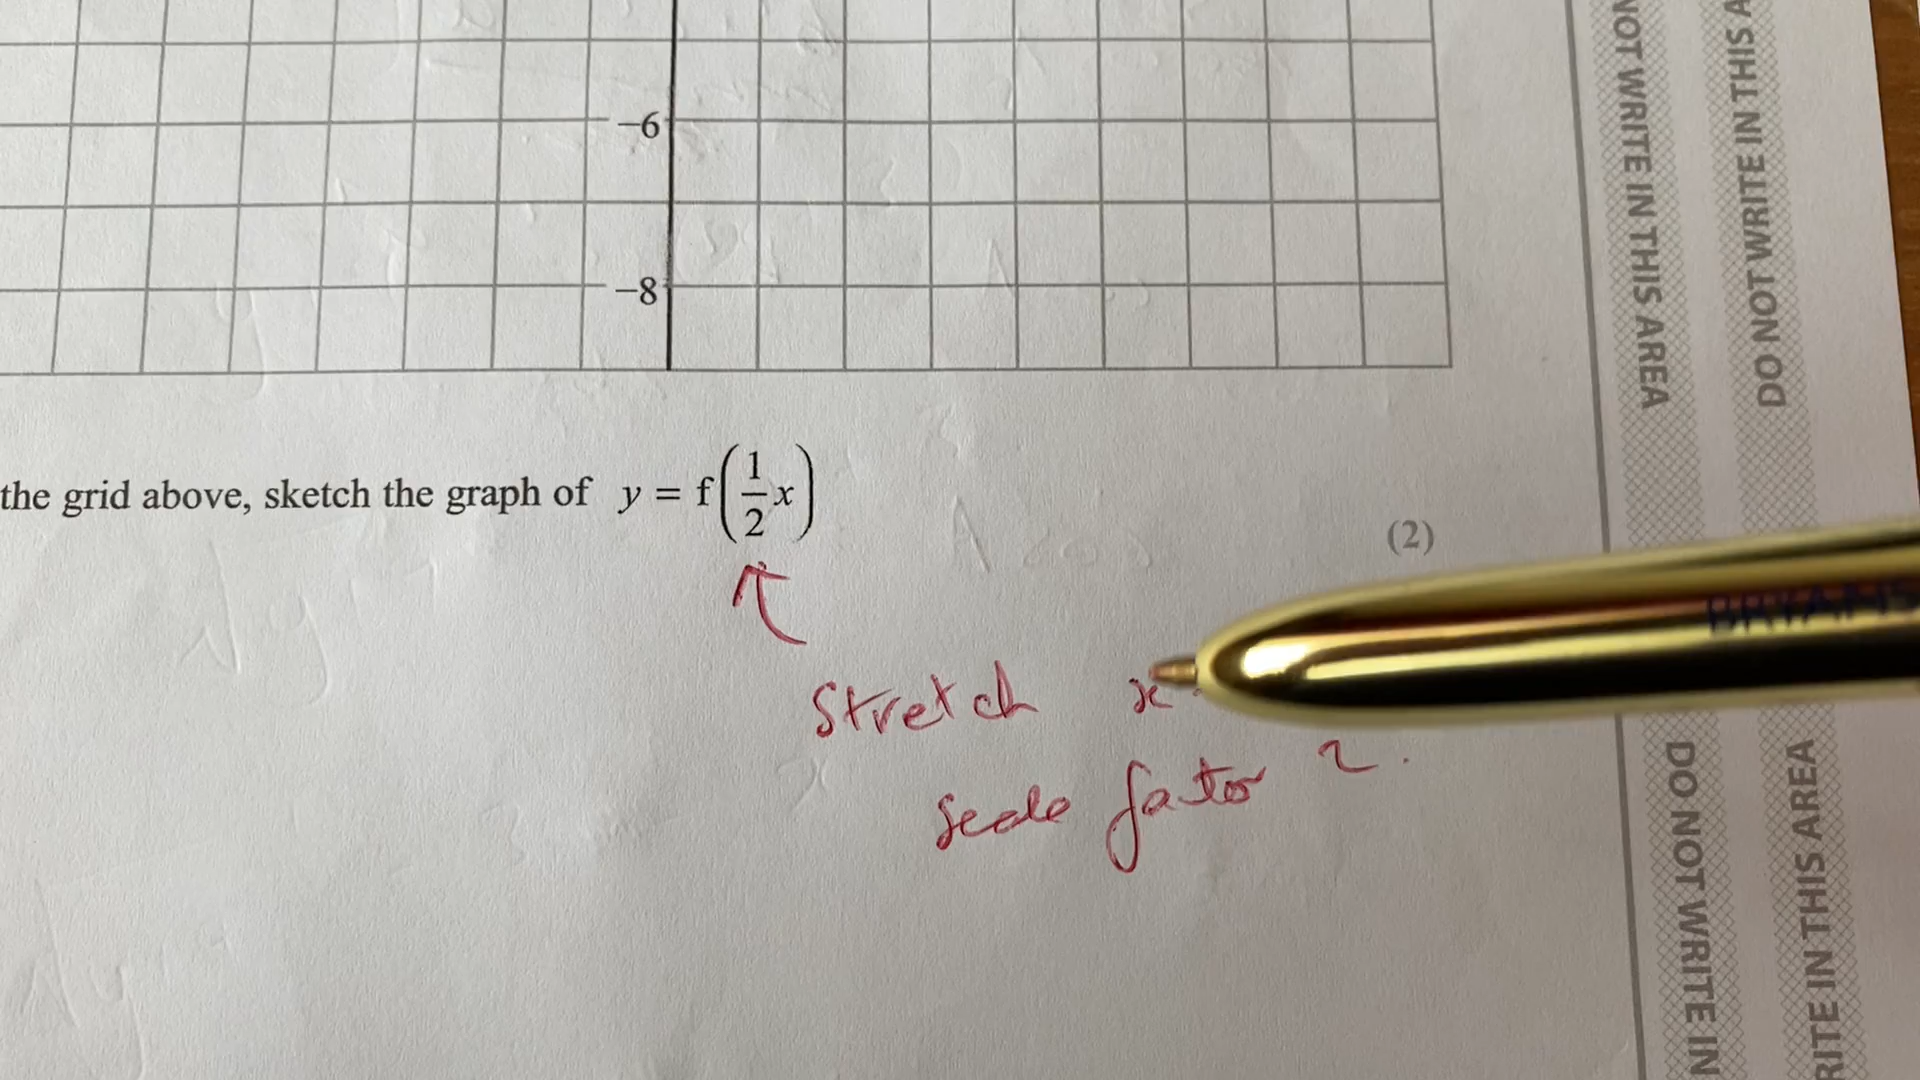 −6
−8
the grid above, sketch the graph of y = f(1/2 x)
(2)
Stretch x
Scale factor 2.
NOT WRITE IN THIS AREA
DO NOT WRITE IN THIS A
DO NOT WRITE IN
RITE IN THIS AREA